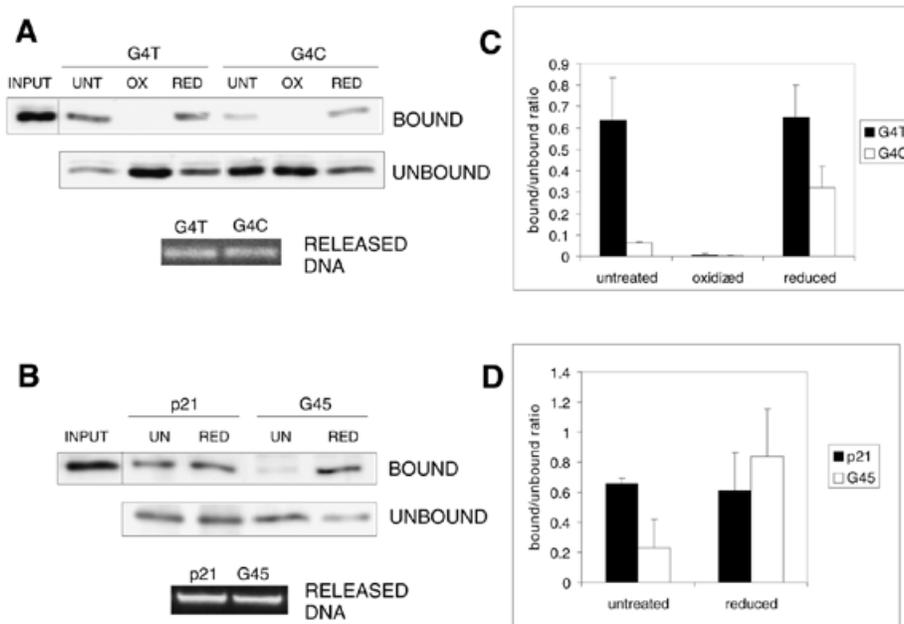 A
G4T G4C
INPUT UNT OX RED UNT OX RED
BOUND
UNBOUND
G4T G4C
RELEASED
DNA
C
bound/unbound ratio
0.9
0.8
0.7
0.6
0.5
0.4
0.3
0.2
0.1
0
untreated oxidized reduced
G4T
G4C
B
p21 G45
INPUT UN RED UN RED
BOUND
UNBOUND
p21 G45
RELEASED
DNA
D
bound/unbound ratio
1.4
1.2
1
0.8
0.6
0.4
0.2
0
untreated reduced
p21
G45